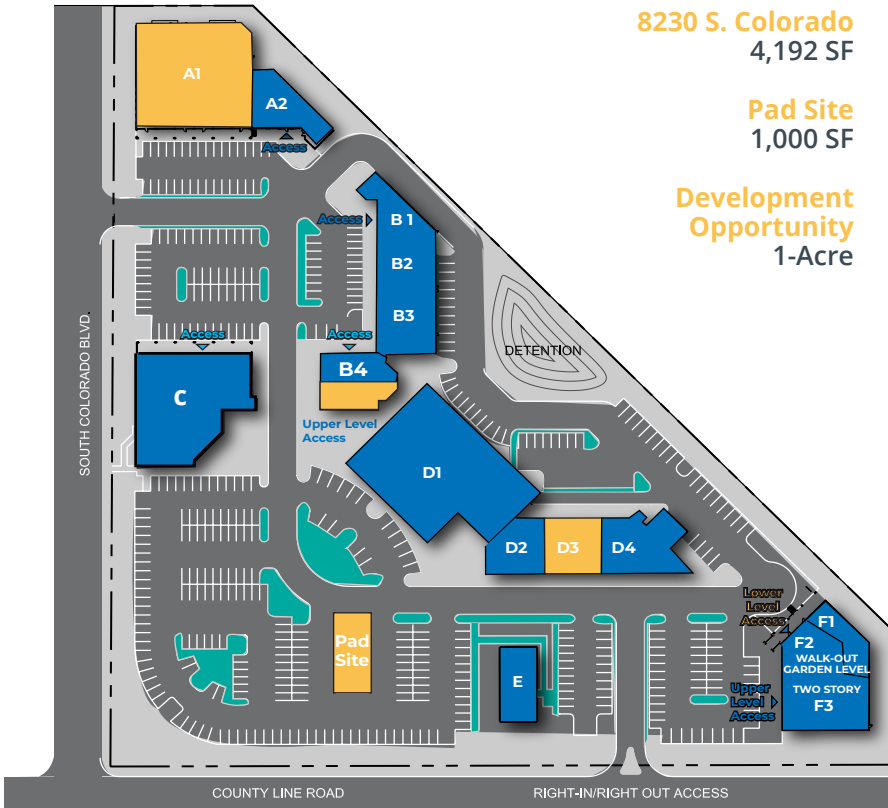 8230 S. Colorado
4,192 SF
Pad Site
1,000 SF
Development
Opportunity
1-Acre
A1
A2
Access
Access
B 1
B2
B3
Access
Access
B4
C
Upper Level
Access
DETENTION
SOUTH COLORADO BLVD.
D1
D2
D3
D4
Lower
Level
Access
F1
F2
WALK-OUT
GARDEN LEVEL
TWO STORY
F3
Upper
Level
Access
Pad
Site
E
COUNTY LINE ROAD
RIGHT-IN/RIGHT OUT ACCESS